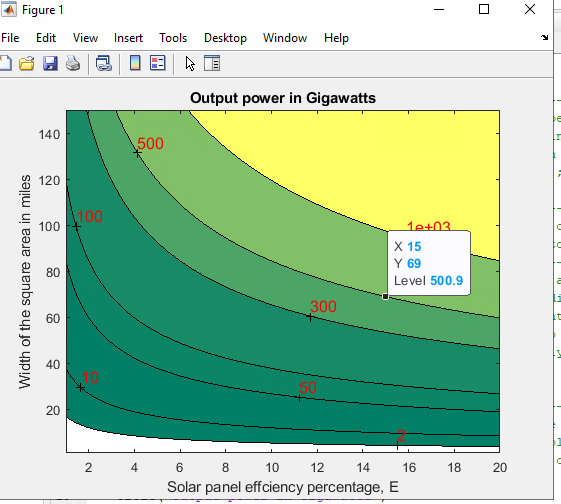 Figure 1
File Edit View Insert Tools Desktop Window Help
Output power in Gigawatts
Width of the square area in miles
140
120
100
80
60
40
20
500
100
1e+03
X 15
Y 69
Level 500.9
300
10
50
2
2 4 6 8 10 12 14 16 18 20
Solar panel effciency percentage, E